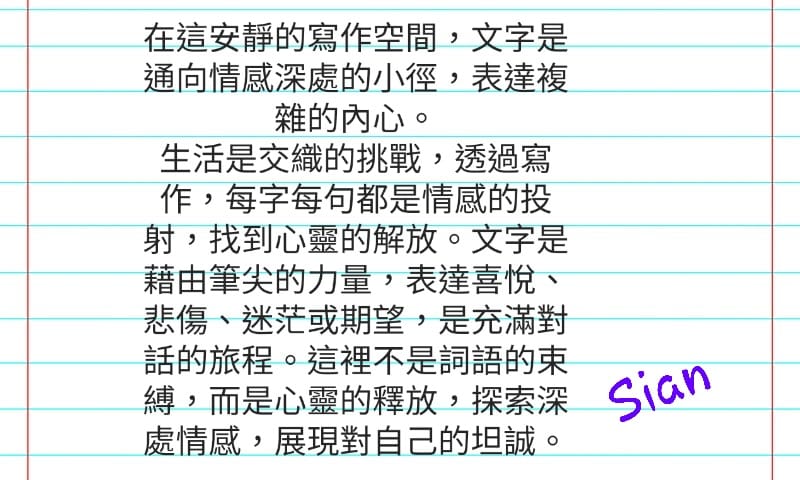 在這安靜的寫作空間，文字是
通向情感深處的小徑，表達複
雜的內心。
生活是交織的挑戰，透過寫
作，每字每句都是情感的投
射，找到心靈的解放。文字是
藉由筆尖的力量，表達喜悅、
悲傷、迷茫或期望，是充滿對
話的旅程。這裡不是詞語的束
縛，而是心靈的釋放，探索深
處情感，展現對自己的坦誠。
Sian